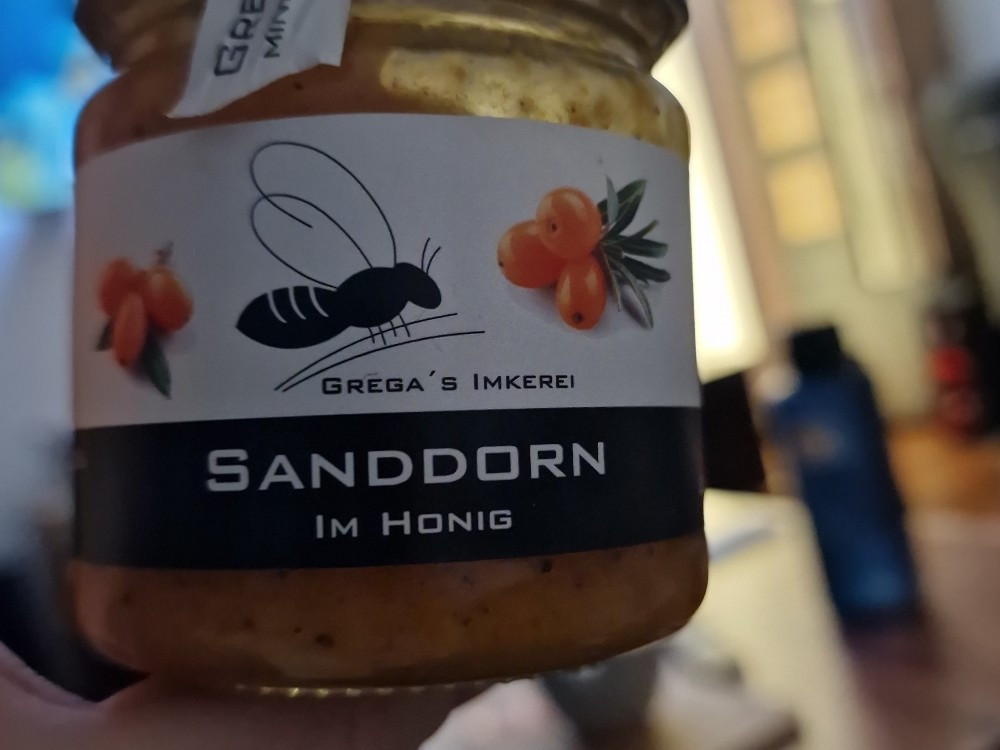 Grega´s Imkerei
Sanddorn
Im Honig